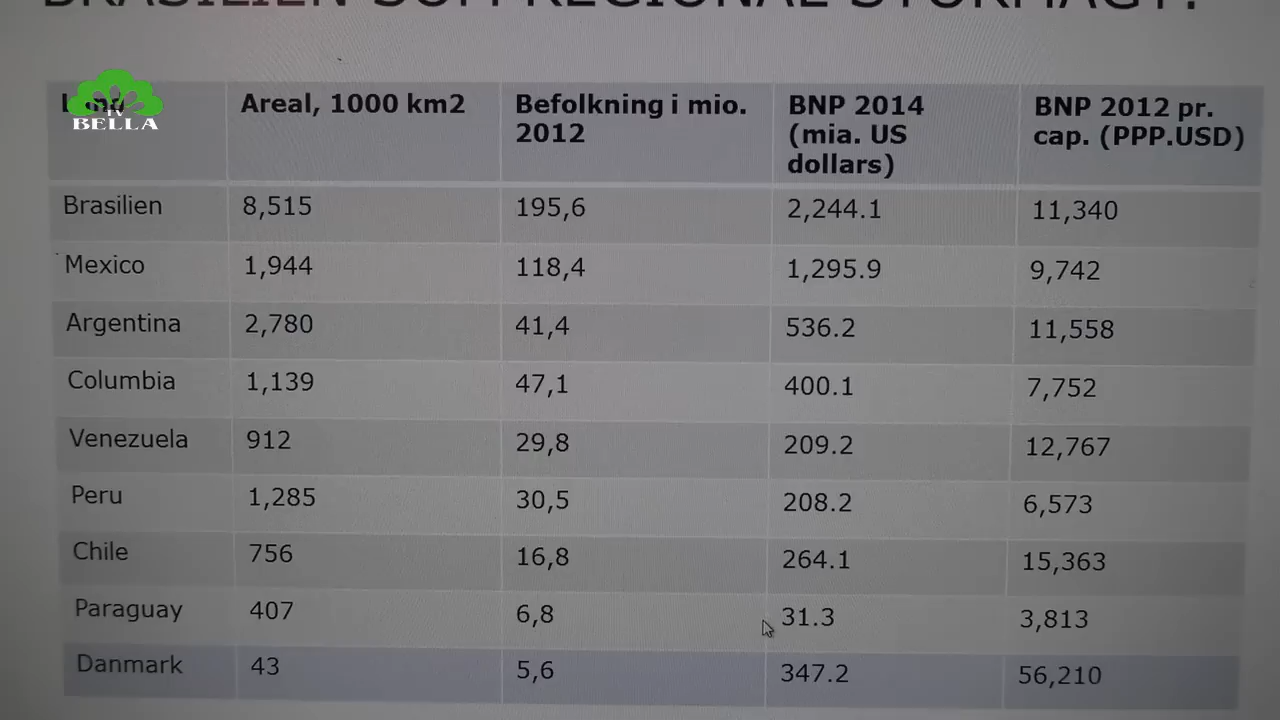 BRASILIEN SOM REGIONAL STORMAGT?
TV
BELLA
Areal, 1000 km2
Befolkning i mio.
2012
BNP 2014
(mia. US
dollars)
BNP 2012 pr.
cap. (PPP.USD)
Brasilien 8,515 195,6 2,244.1 11,340
Mexico 1,944 118,4 1,295.9 9,742
Argentina 2,780 41,4 536.2 11,558
Columbia 1,139 47,1 400.1 7,752
Venezuela 912 29,8 209.2 12,767
Peru 1,285 30,5 208.2 6,573
Chile 756 16,8 264.1 15,363
Paraguay 407 6,8 31.3 3,813
Danmark 43 5,6 347.2 56,210